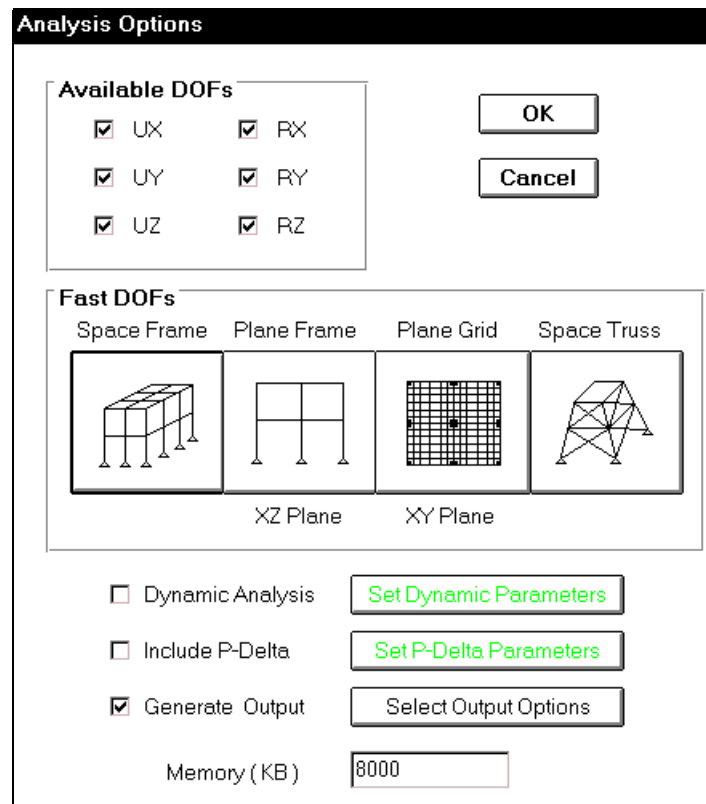 Analysis Options
Available DOFs
UX RX
UY RY
UZ RZ
OK
Cancel
Fast DOFs
Space Frame Plane Frame Plane Grid Space Truss
XZ Plane XY Plane
Dynamic Analysis Set Dynamic Parameters
Include P-Delta Set P-Delta Parameters
Generate Output Select Output Options
Memory ( KB ) 8000